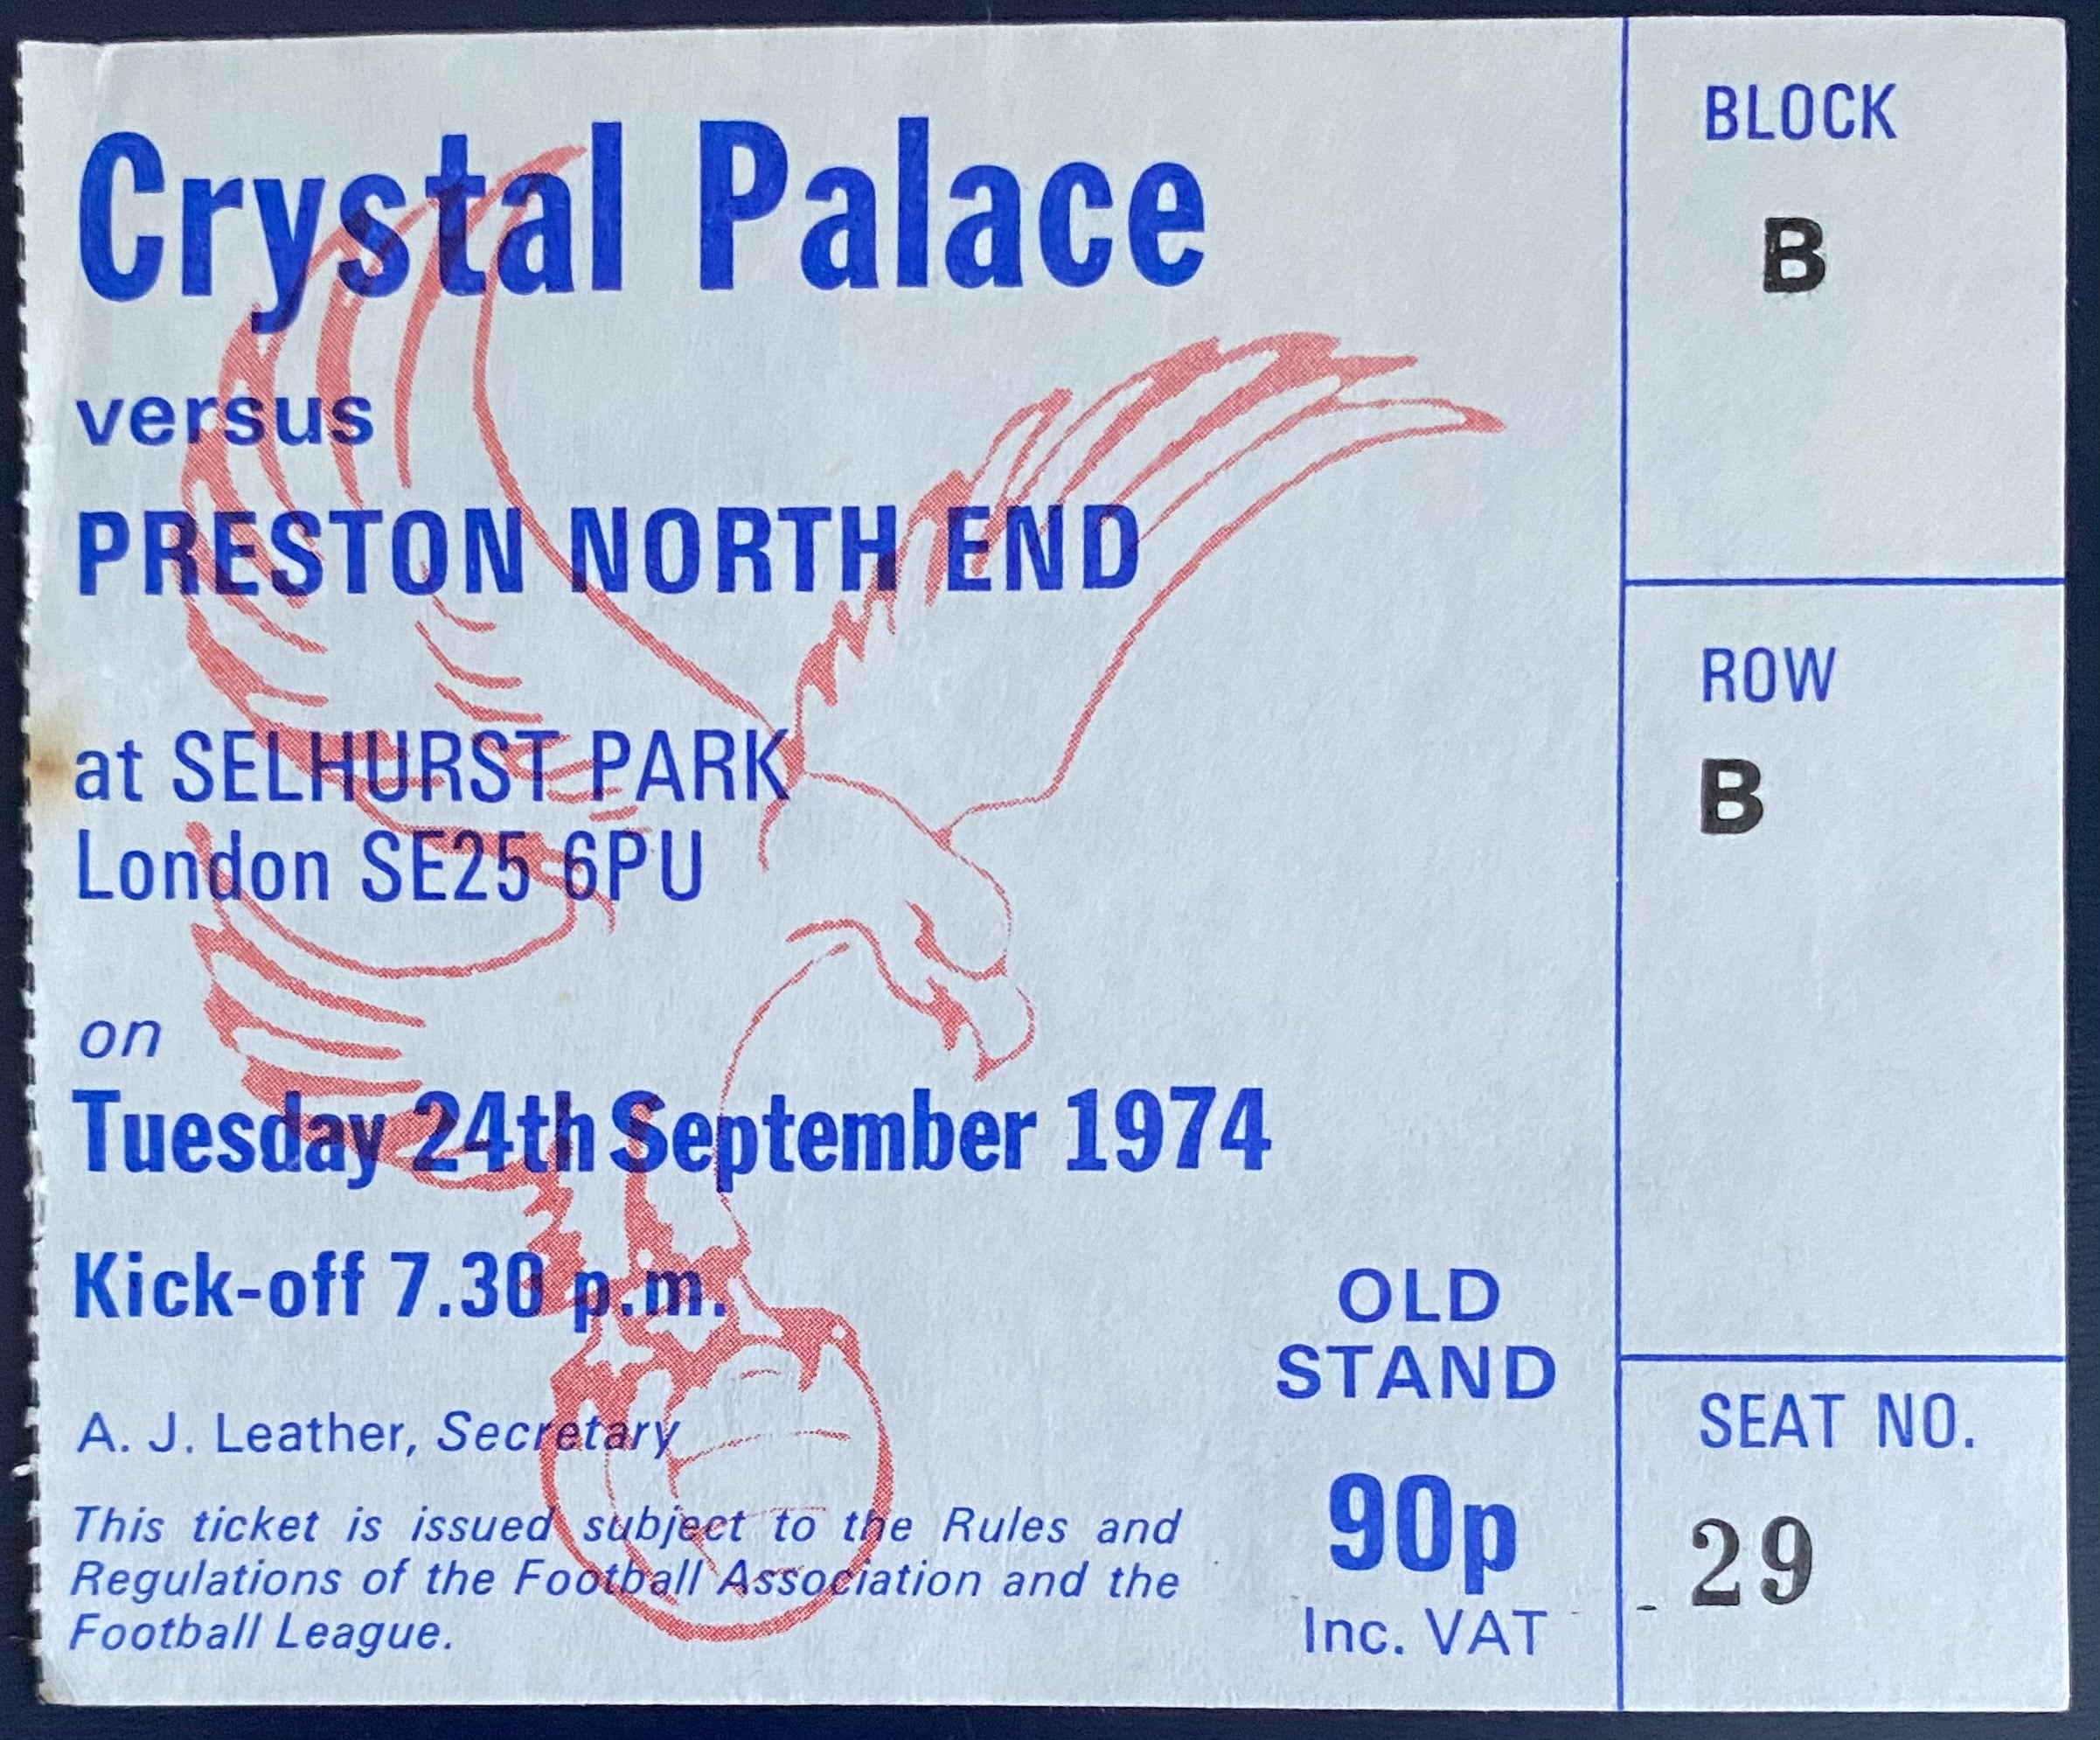 Crystal Palace
versus
PRESTON NORTH END
at SELHURST PARK
London SE25 6PU
on
Tuesday 24th September 1974
Kick-off 7.30 p.m.
A. J. Leather, Secretary
This ticket is issued subject to the Rules and
Regulations of the Football Association and the
Football League.
OLD
STAND
90p
Inc. VAT
BLOCK
B
ROW
B
SEAT NO.
29